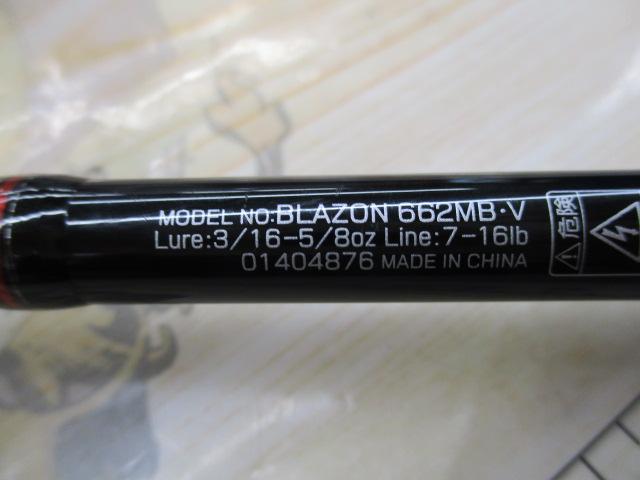 MODEL NO:BLAZON 662MB・V
Lure:3/16-5/8oz Line:7-16lb
01404876 MADE IN CHINA
危険